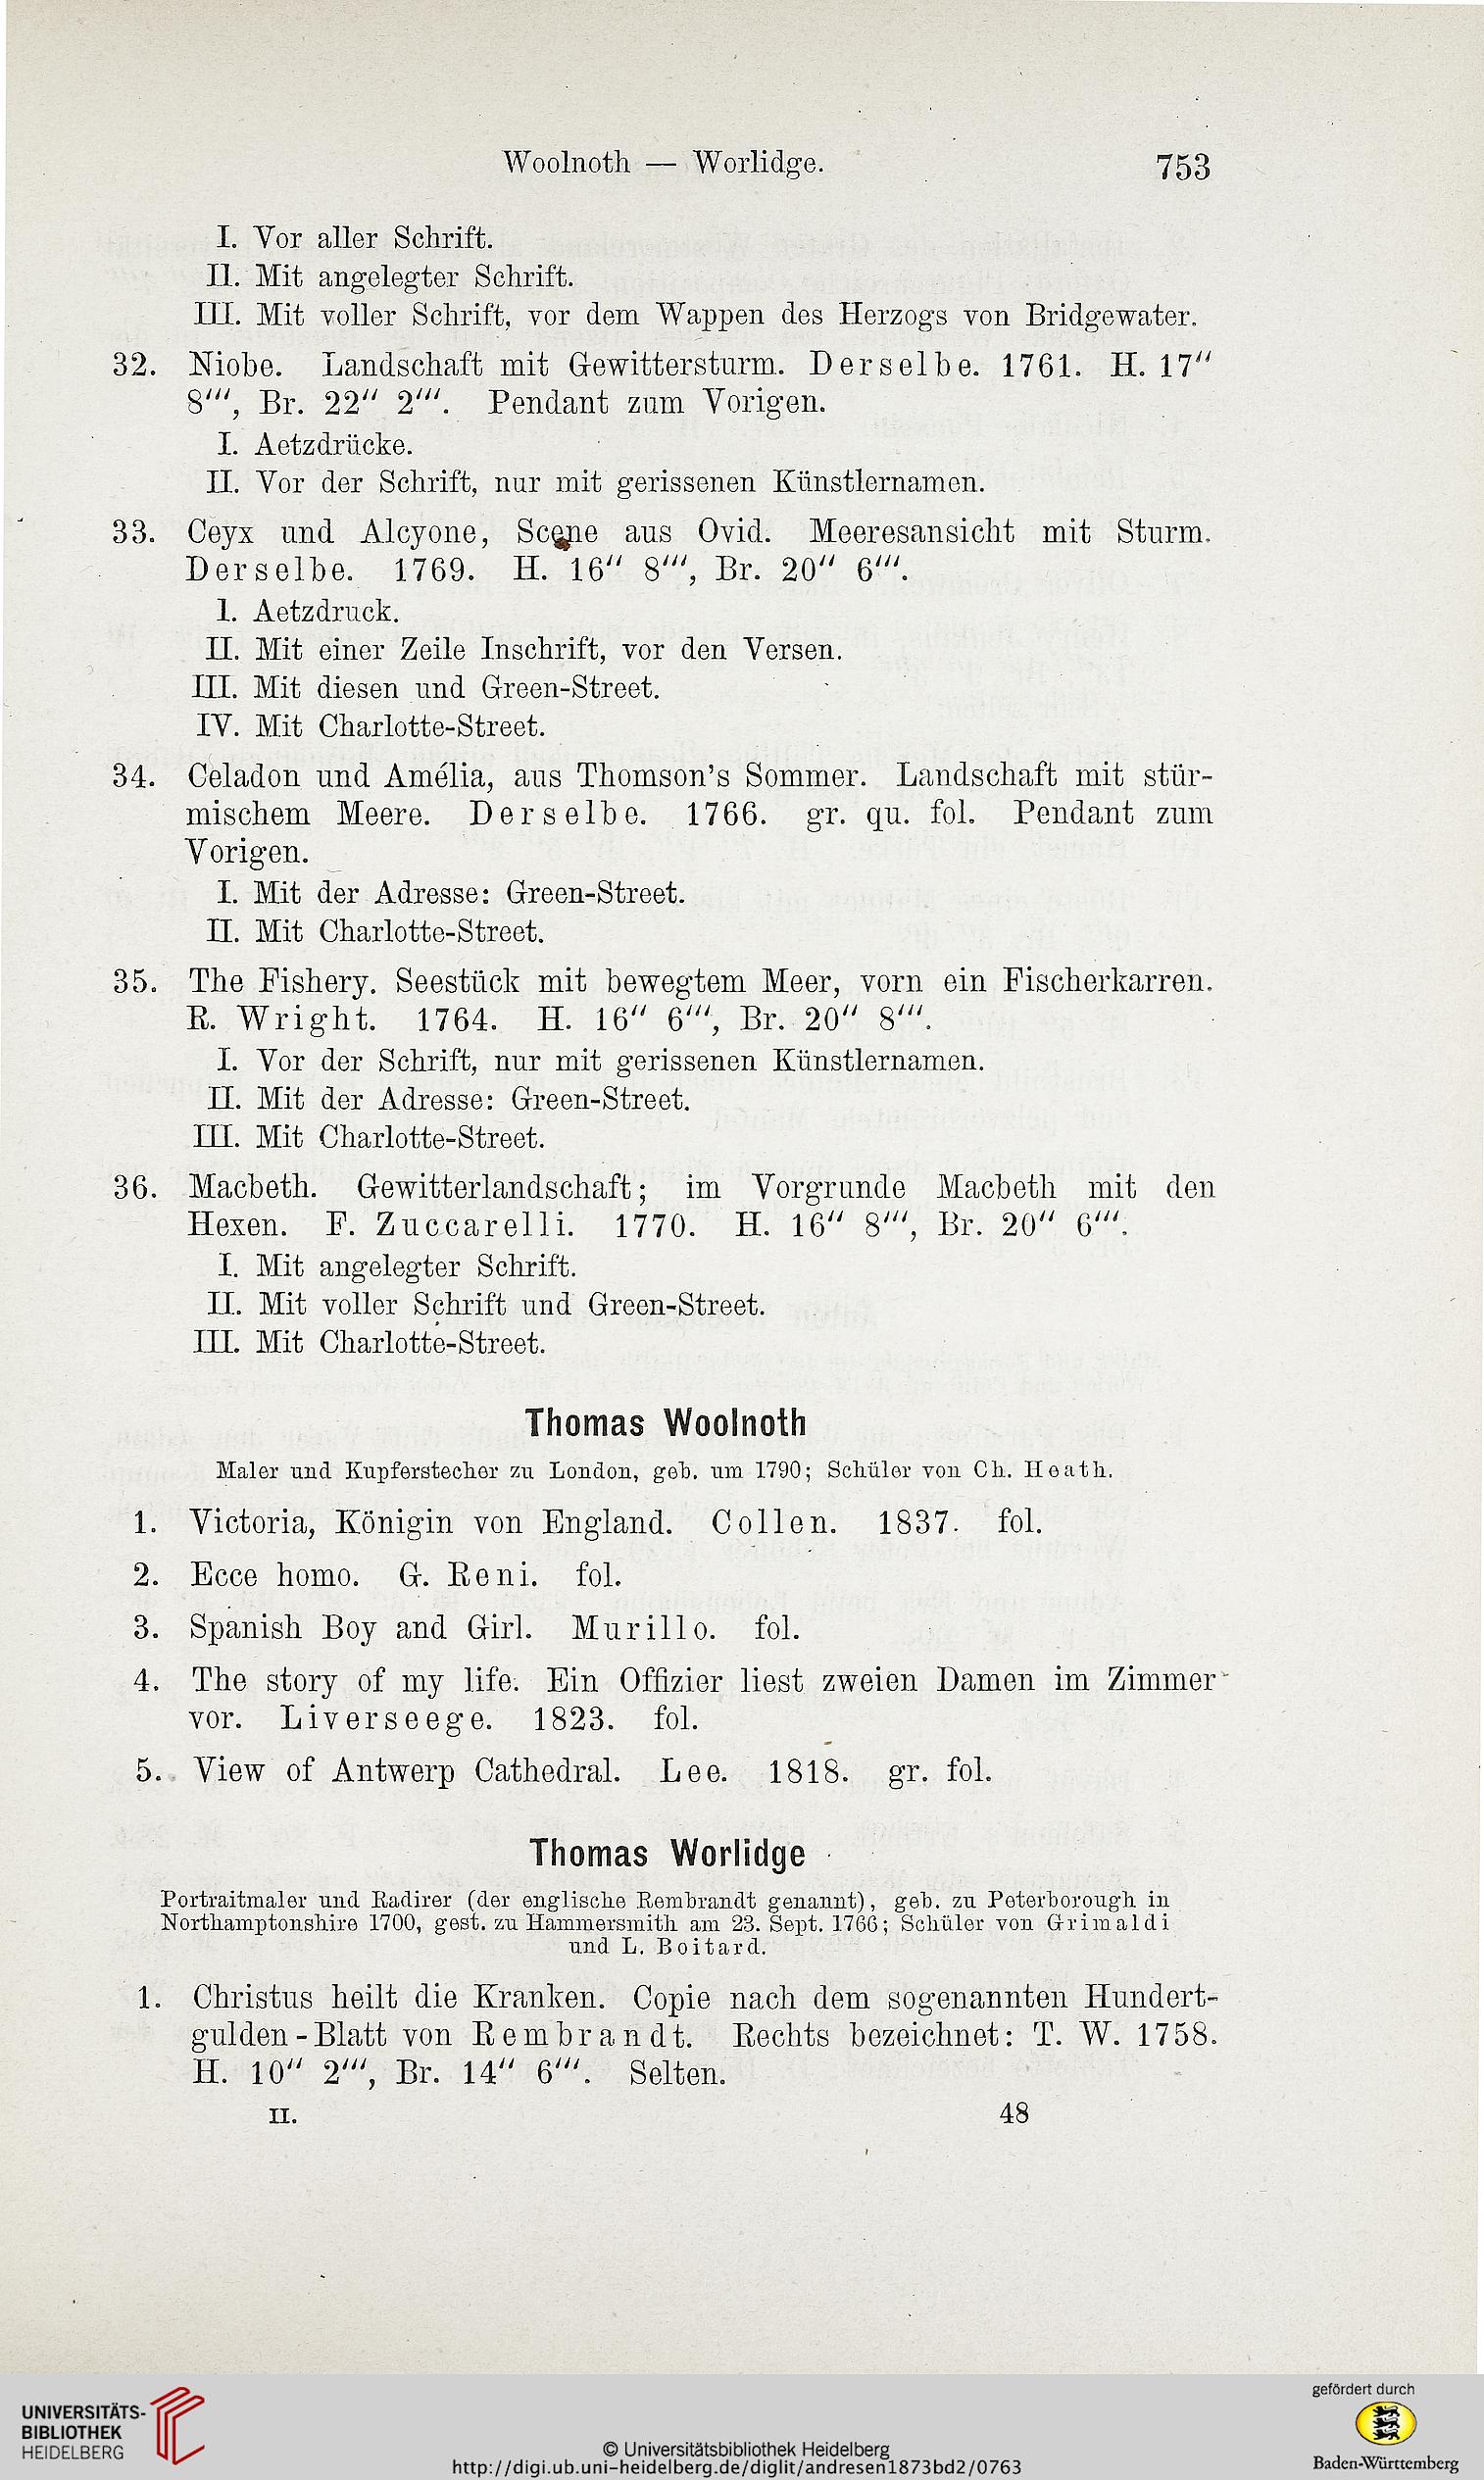 Woolnoth — Worlidge. 753
I. Vor aller Schrift.
II. Mit angelegter Schrift.
III. Mit voller Schrift, vor dem Wappen des Herzogs von Bridgewater.
32. Niobe. Landschaft mit Gewittersturm. Derselbe. 1761. H. 17″
8‴, Br. 22″ 2‴. Pendant zum Vorigen.
I. Aetzdrücke.
II. Vor der Schrift, nur mit gerissenen Künstlernamen.
33. Ceyx und Alcyone, Scene aus Ovid. Meeresansicht mit Sturm.
Derselbe. 1769. H. 16″ 8‴, Br. 20″ 6‴.
I. Aetzdruck.
II. Mit einer Zeile Inschrift, vor den Versen.
III. Mit diesen und Green-Street.
IV. Mit Charlotte-Street.
34. Celadon und Amélia, aus Thomson's Sommer. Landschaft mit stür-
mischem Meere. Derselbe. 1766. gr. qu. fol. Pendant zum
Vorigen.
I. Mit der Adresse: Green-Street.
II. Mit Charlotte-Street.
35. The Fishery. Seestück mit bewegtem Meer, vorn ein Fischerkarren.
R. Wright. 1764. H. 16″ 6‴, Br. 20″ 8‴.
I. Vor der Schrift, nur mit gerissenen Künstlernamen.
II. Mit der Adresse: Green-Street.
III. Mit Charlotte-Street.
36. Macbeth. Gewitterlandschaft; im Vorgrunde Macbeth mit den
Hexen. F. Zuccarelli. 1770. H. 16″ 8‴, Br. 20″ 6‴.
I. Mit angelegter Schrift.
II. Mit voller Schrift und Green-Street.
III. Mit Charlotte-Street.
Thomas Woolnoth
Maler und Kupferstecher zu London, geb. um 1790; Schüler von Ch. Heath.
1. Victoria, Königin von England. Collen. 1837. fol.
2. Ecce homo. G. Reni. fol.
3. Spanish Boy and Girl. Murillo. fol.
4. The story of my life. Ein Offizier liest zweien Damen im Zimmer
vor. Liverseege. 1823. fol.
5. View of Antwerp Cathedral. Lee. 1818. gr. fol.
Thomas Worlidge
Portraitmaler und Radirer (der englische Rembrandt genannt), geb. zu Peterborough in
Northamptonshire 1700, gest. zu Hammersmith am 23. Sept. 1766; Schüler von Grimaldi
und L. Boitard.
1. Christus heilt die Kranken. Copie nach dem sogenannten Hundert-
gulden-Blatt von Rembrandt. Rechts bezeichnet: T. W. 1758.
H. 10″ 2‴, Br. 14″ 6‴. Selten.
II. 48
UNIVERSITÄTS-
BIBLIOTHEK
HEIDELBERG
© Universitätsbibliothek Heidelberg
http://digi.ub.uni-heidelberg.de/diglit/andresen1873bd2/0763
gefördert durch
Baden-Württemberg